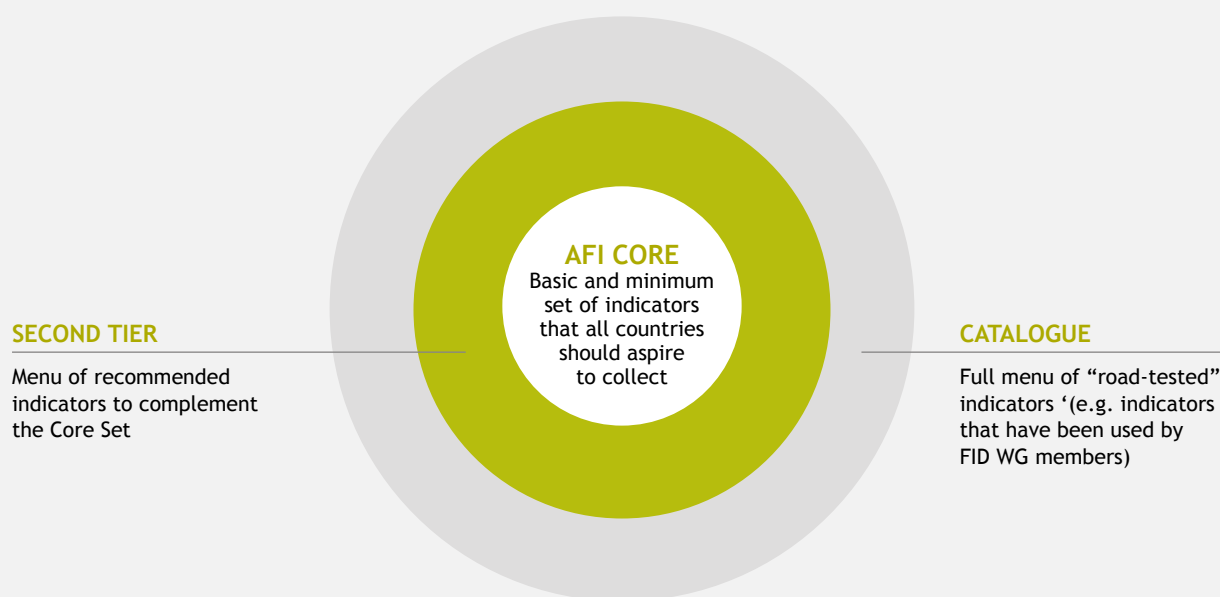 AFI CORE
Basic and minimum
set of indicators
that all countries
should aspire
to collect
SECOND TIER
Menu of recommended
indicators to complement
the Core Set
CATALOGUE
Full menu of “road-tested”
indicators ‘(e.g. indicators
that have been used by
FID WG members)